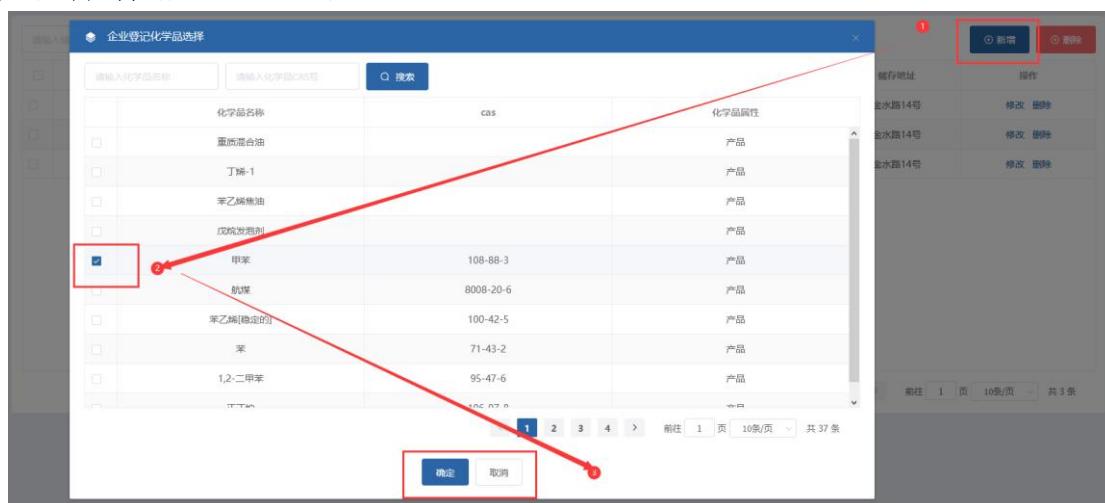 企业登记化学品选择
×
1
新增
删除
请输入化学品名称
请输入化学品CAS号
搜索
储存地址
操作
化学品名称
cas
化学品属性
金水路14号
修改 删除
重质混合油
产品
金水路14号
修改 删除
丁烯-1
产品
金水路14号
修改 删除
苯乙烯焦油
产品
戊烷发泡剂
产品
2
甲苯
108-88-3
产品
航煤
8008-20-6
产品
苯乙烯[稳定的]
100-42-5
产品
苯
71-43-2
产品
1,2-二甲苯
95-47-6
产品
前往 1 页 10条/页 共 3 条
1 2 3 4 > 前往 1 页 10条/页 共 37 条
确定
取消
3